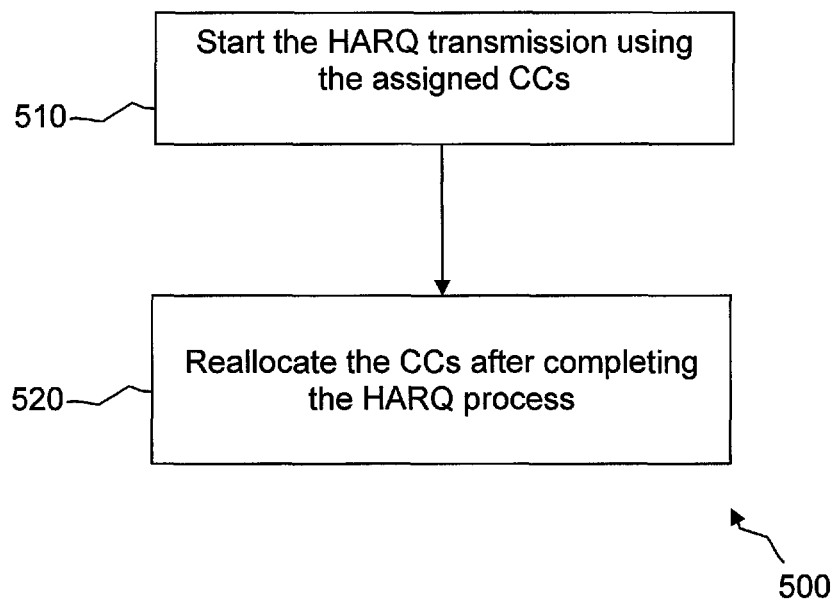 Start the HARQ transmission using
the assigned CCs
510
Reallocate the CCs after completing
the HARQ process
520
500